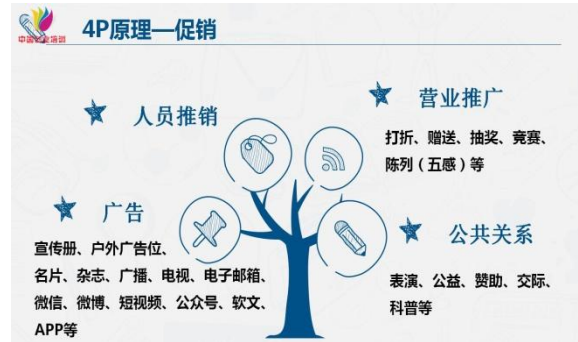 4P原理—促销
人员推销
营业推广
打折、赠送、抽奖、竞赛、
陈列（五感）等
广告
宣传册、户外广告位、
名片、杂志、广播、电视、电子邮箱、
微信、微博、短视频、公众号、软文、
APP等
公共关系
表演、公益、赞助、交际、
科普等